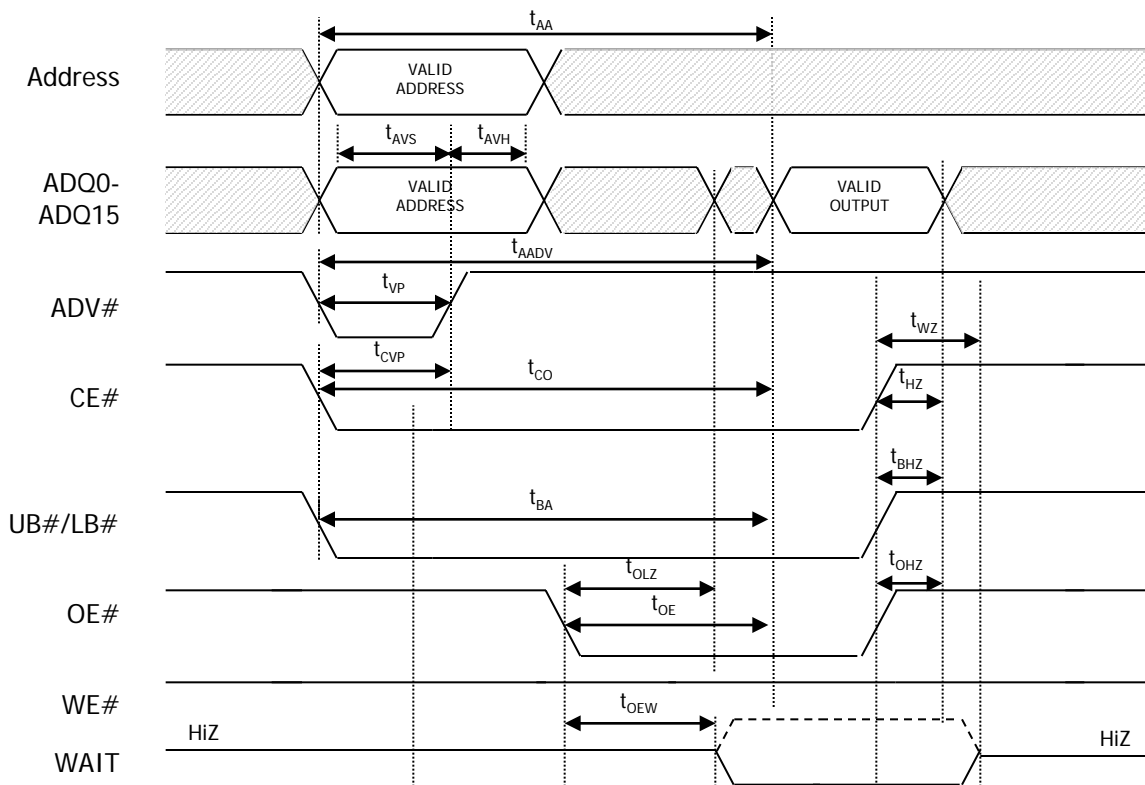 tAA
Address
VALID
ADDRESS
tAVS
tAVH
ADQ0-
ADQ15
VALID
ADDRESS
VALID
OUTPUT
tAADV
ADV#
tVP
tWZ
tCVP
tCO
CE#
tHZ
tBHZ
UB#/LB#
tBA
tOLZ
tOHZ
OE#
tOE
WE#
tOEW
HiZ
HiZ
WAIT